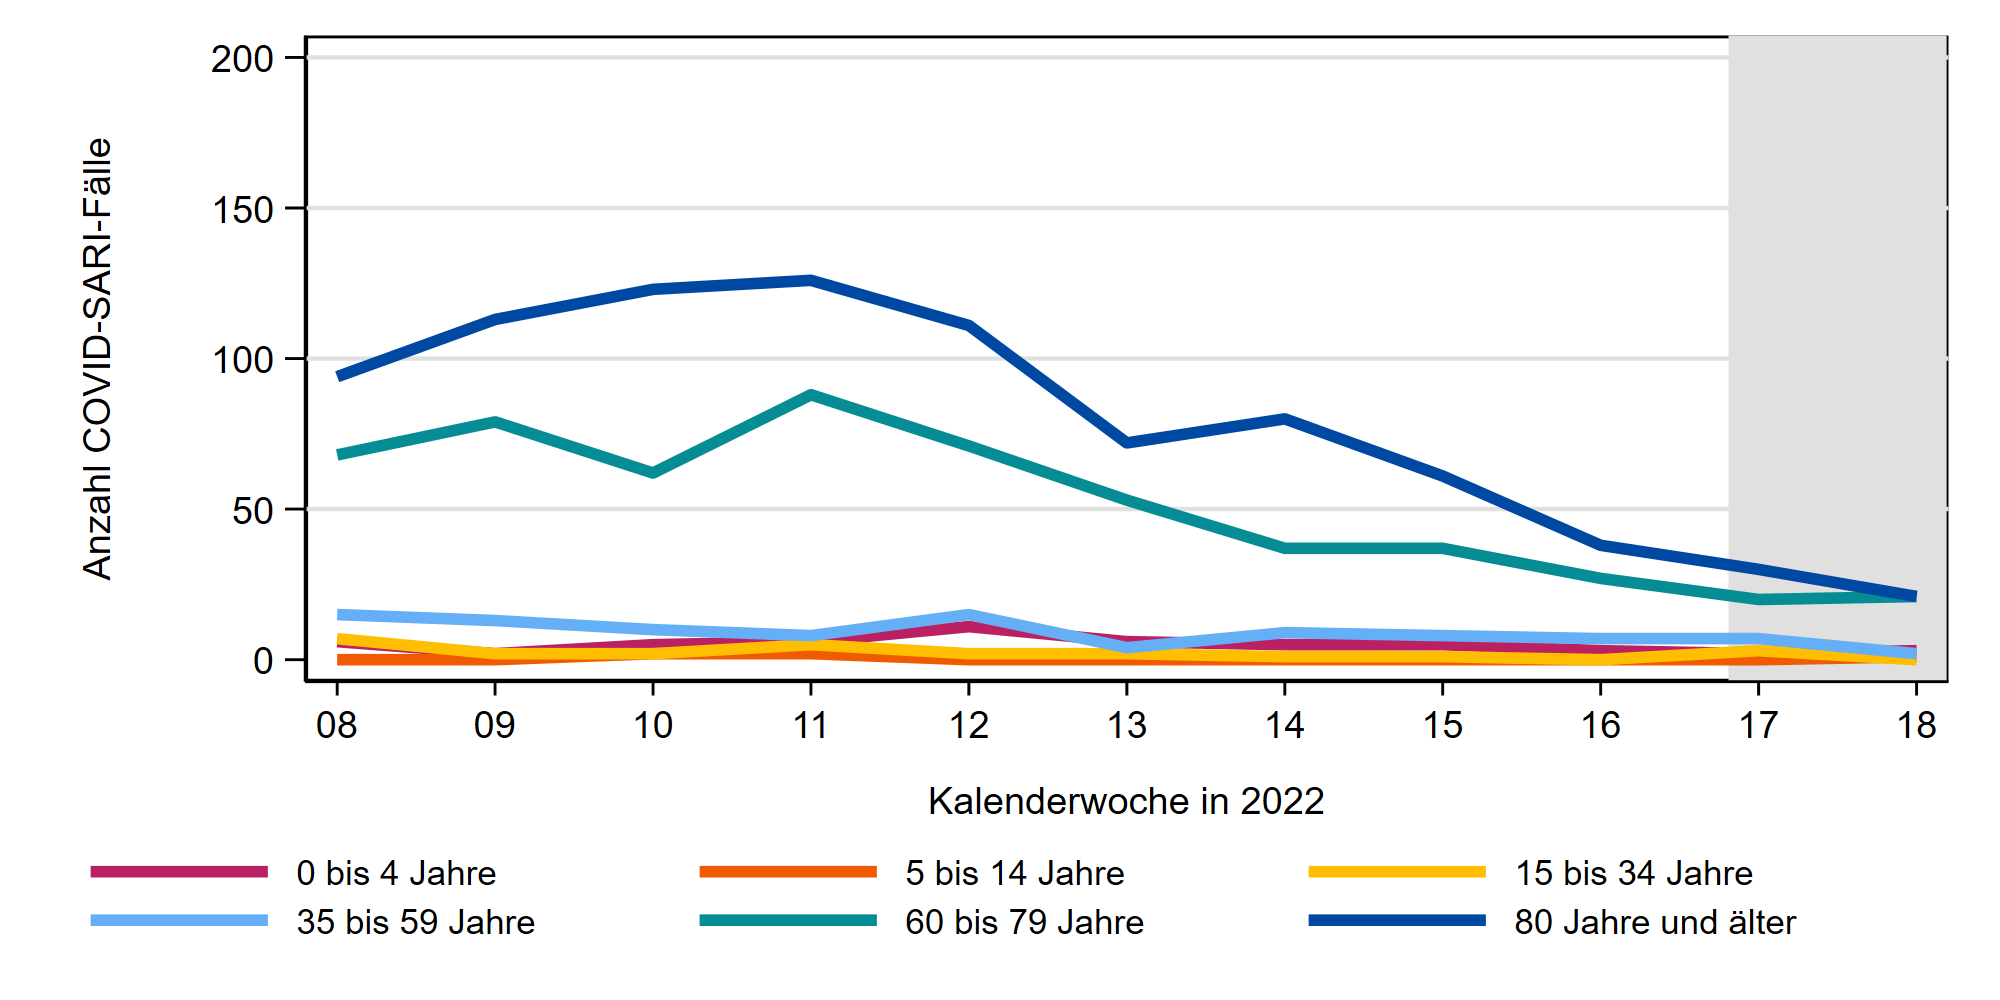 200
150
100
50
0
Anzahl COVID-SARI-Fälle
08 09 10 11 12 13 14 15 16 17 18
Kalenderwoche in 2022
0 bis 4 Jahre 5 bis 14 Jahre 15 bis 34 Jahre
35 bis 59 Jahre 60 bis 79 Jahre 80 Jahre und älter